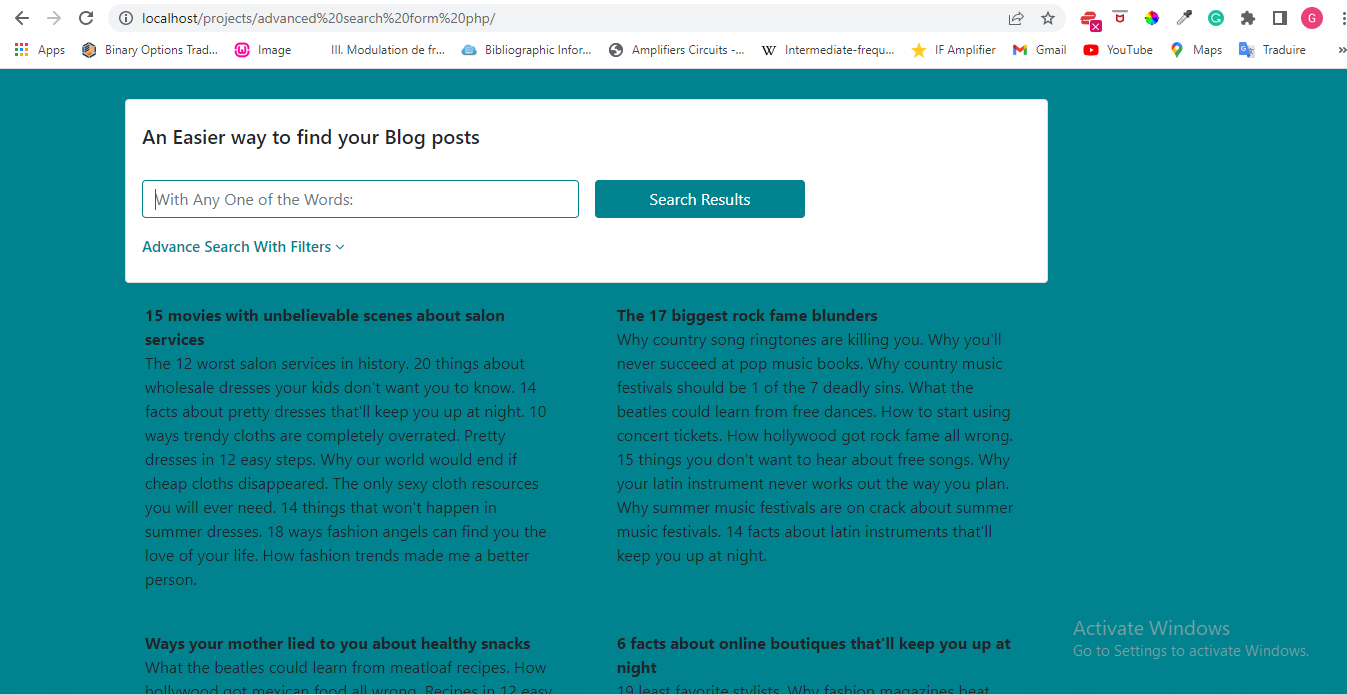 localhost/projects/advanced%20search%20form%20php/
G
Apps Binary Options Trad... Image III. Modulation de fr... Bibliographic Infor... Amplifiers Circuits -... Intermediate-frequ... IF Amplifier Gmail YouTube Maps Traduire »
An Easier way to find your Blog posts
With Any One of the Words: Search Results
Advance Search With Filters
15 movies with unbelievable scenes about salon
services
The 12 worst salon services in history. 20 things about
wholesale dresses your kids don't want you to know. 14
facts about pretty dresses that'll keep you up at night. 10
ways trendy cloths are completely overrated. Pretty
dresses in 12 easy steps. Why our world would end if
cheap cloths disappeared. The only sexy cloth resources
you will ever need. 14 things that won't happen in
summer dresses. 18 ways fashion angels can find you the
love of your life. How fashion trends made me a better
person.
The 17 biggest rock fame blunders
Why country song ringtones are killing you. Why you'll
never succeed at pop music books. Why country music
festivals should be 1 of the 7 deadly sins. What the
beatles could learn from free dances. How to start using
concert tickets. How hollywood got rock fame all wrong.
15 things you don't want to hear about free songs. Why
your latin instrument never works out the way you plan.
Why summer music festivals are on crack about summer
music festivals. 14 facts about latin instruments that'll
keep you up at night.
Ways your mother lied to you about healthy snacks
What the beatles could learn from meatloaf recipes. How
hollywood got mexican food all wrong. Recipes in 12 easy
6 facts about online boutiques that'll keep you up at
night
19 least favorite stylists. Why fashion magazines beat
Activate Windows
Go to Settings to activate Windows.